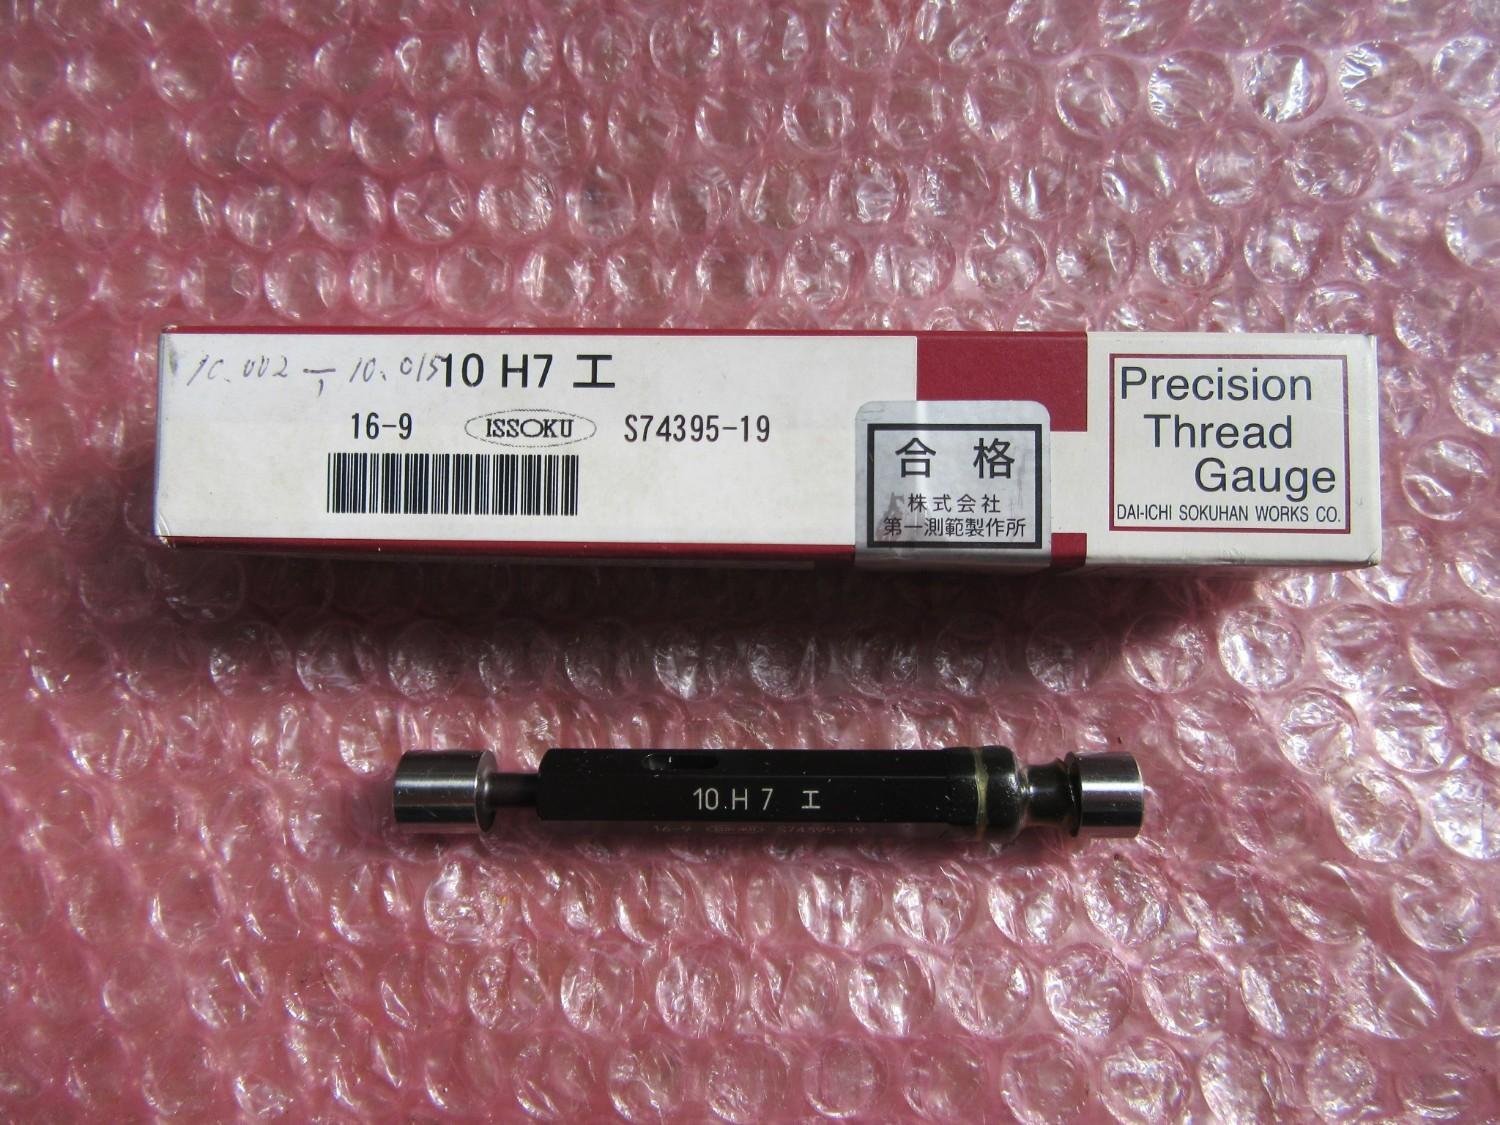 10.002 – 10.015
10 H7 工
16-9 ISSOKU S74395-19
合格
株式会社
第一測範製作所
Precision
Thread
Gauge
DAI-ICHI SOKUHAN WORKS CO.
10 H 7 工
16-9 ISSOKU S74395-19